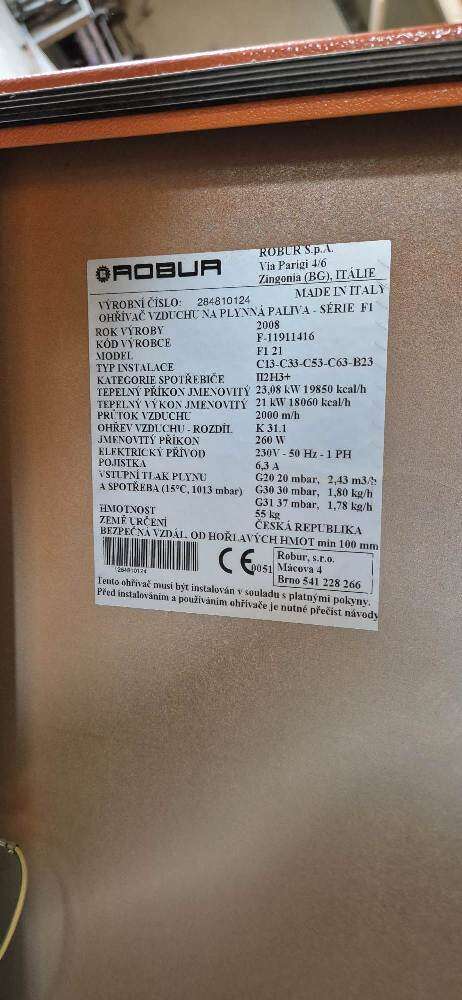 ROBUR
ROBUR S.p.A.
Via Parigi 4/6
Zingonia (BG), ITÁLIE
MADE IN ITALY
VÝROBNÍ ČÍSLO: 284810124
OHŘÍVAČ VZDUCHU NA PLYNNÁ PALIVA - SÉRIE F1
ROK VÝROBY 2008
KÓD VÝROBCE F-11911416
MODEL F1 21
TYP INSTALACE C13-C33-C53-C63-B23
KATEGORIE SPOTŘEBIČE II2H3+
TEPELNÝ PŘÍKON JMENOVITÝ 23,08 kW 19850 kcal/h
TEPELNÝ VÝKON JMENOVITÝ 21 kW 18060 kcal/h
PRŮTOK VZDUCHU 2000 m/h
OHŘEV VZDUCHU - ROZDÍL K 31.1
JMENOVITÝ PŘÍKON 260 W
ELEKTRICKÝ PŘÍVOD 230V - 50 Hz - 1 PH
POJISTKA 6,3 A
VSTUPNÍ TLAK PLYNU G20 20 mbar, 2,43 m3/h
A SPOTŘEBA (15°C, 1013 mbar) G30 30 mbar, 1,80 kg/h
G31 37 mbar, 1,78 kg/h
HMOTNOST 55 kg
ZEMĚ URČENÍ ČESKÁ REPUBLIKA
BEZPEČNÁ VZDÁL. OD HOŘLAVÝCH HMOT min 100 mm
284810124
CE 0051
Robur, s.r.o.
Mácova 4
Brno 541 228 266
Tento ohřívač musí být instalován v souladu s platnými pokyny.
Před instalováním a používáním ohřívače je nutné přečíst návody